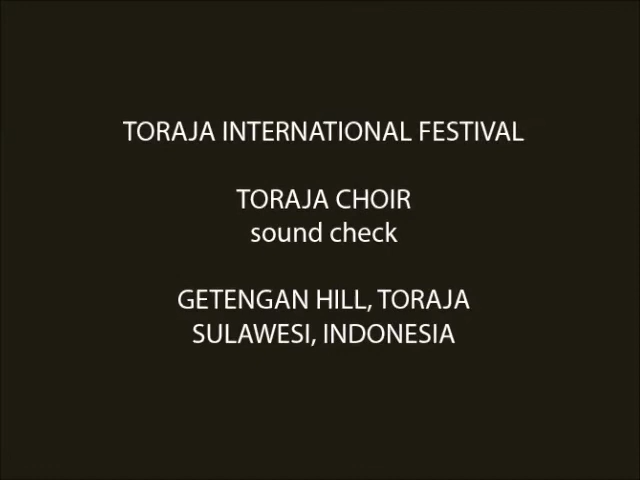 TORAJA INTERNATIONAL FESTIVAL
TORAJA CHOIR
sound check
GETENGAN HILL, TORAJA
SULAWESI, INDONESIA